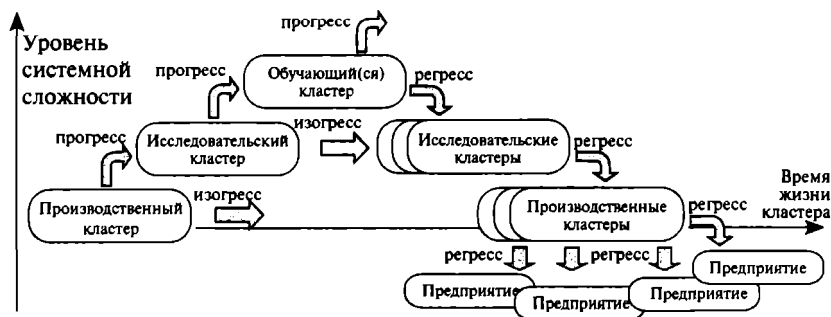 прогресс
Уровень
системной
сложности
прогресс
Обучающий(ся)
кластер
регресс
прогресс
Исследовательский
кластер
изогресс
Исследовательские
кластеры
регресс
Производственный
кластер
изогресс
Производственные
кластеры
регресс
Время
жизни
кластера
регресс
регресс
Предприятие
Предприятие
Предприятие
Предприятие